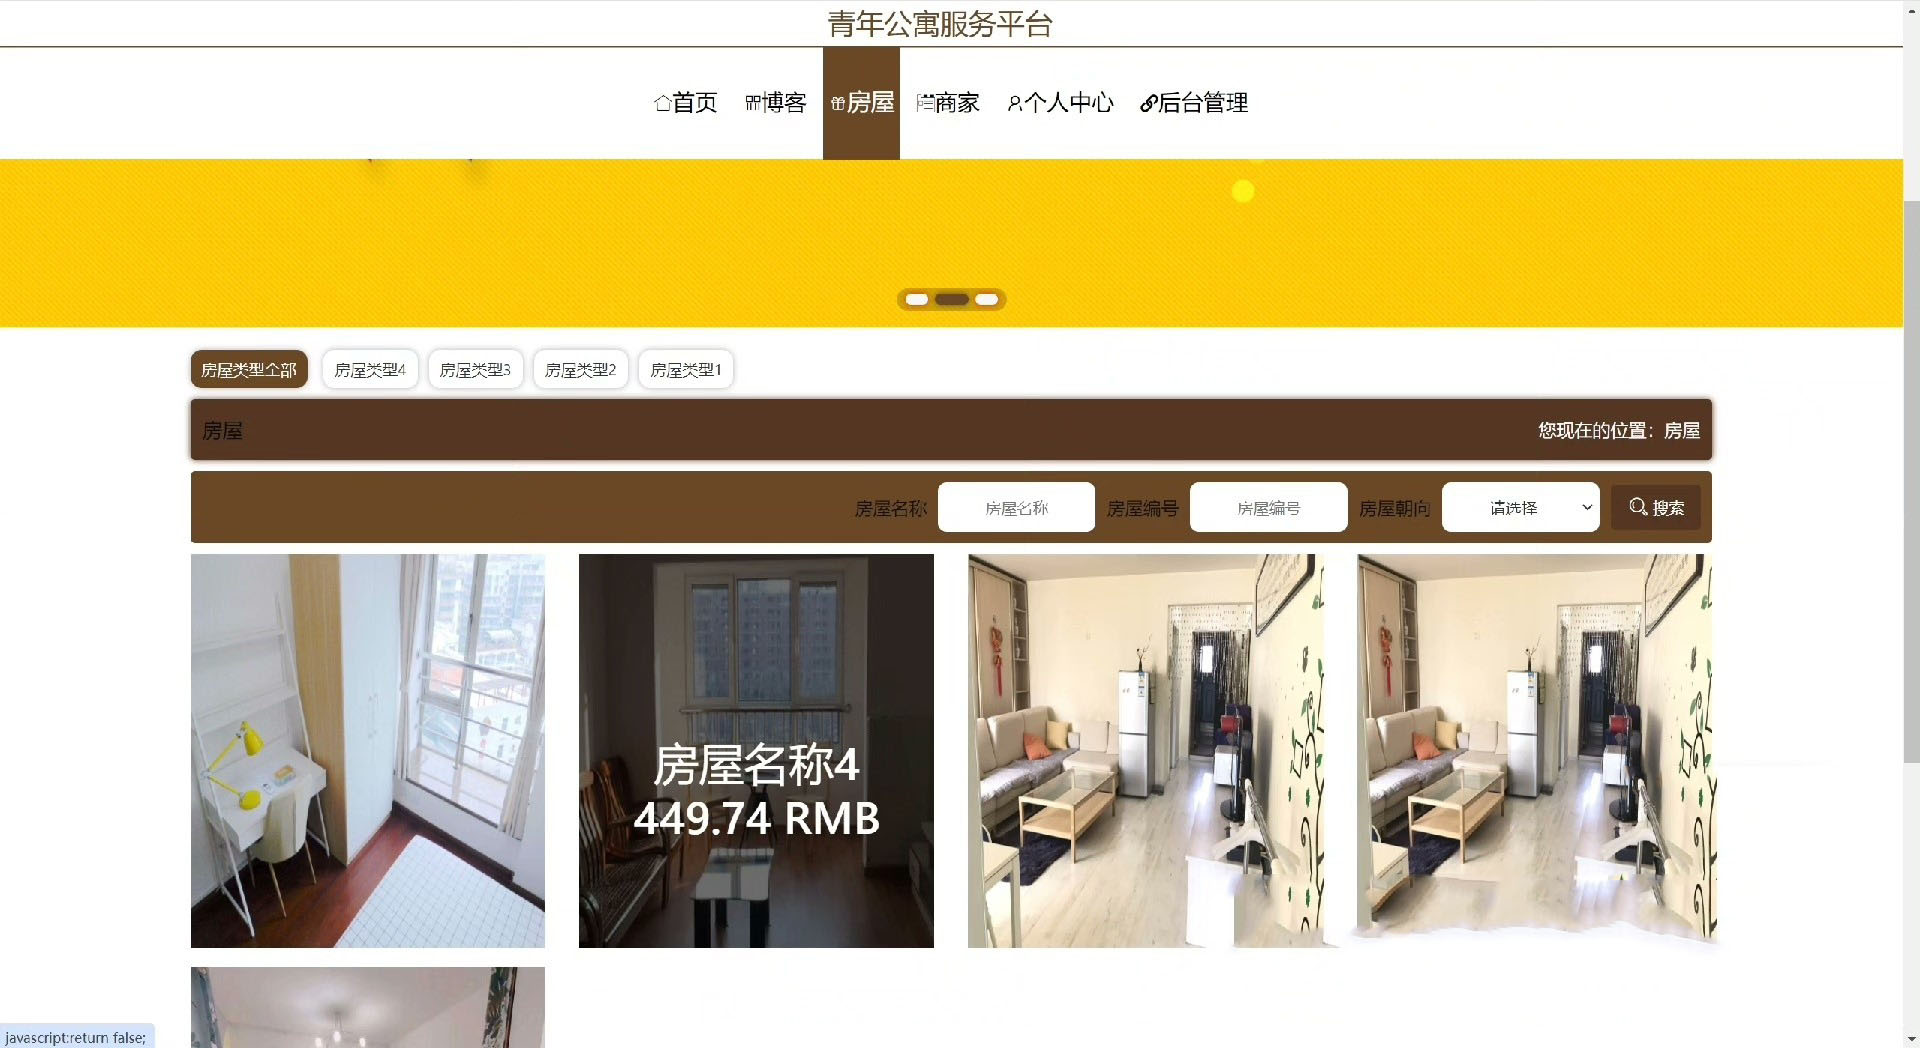 青年公寓服务平台
首页 博客 房屋 商家 个人中心 后台管理
房屋类型全部 房屋类型4 房屋类型3 房屋类型2 房屋类型1
房屋 您现在的位置：房屋
房屋名称 房屋名称 房屋编号 房屋编号 房屋朝向 请选择 搜索
房屋名称4
449.74 RMB
javascript:return false;